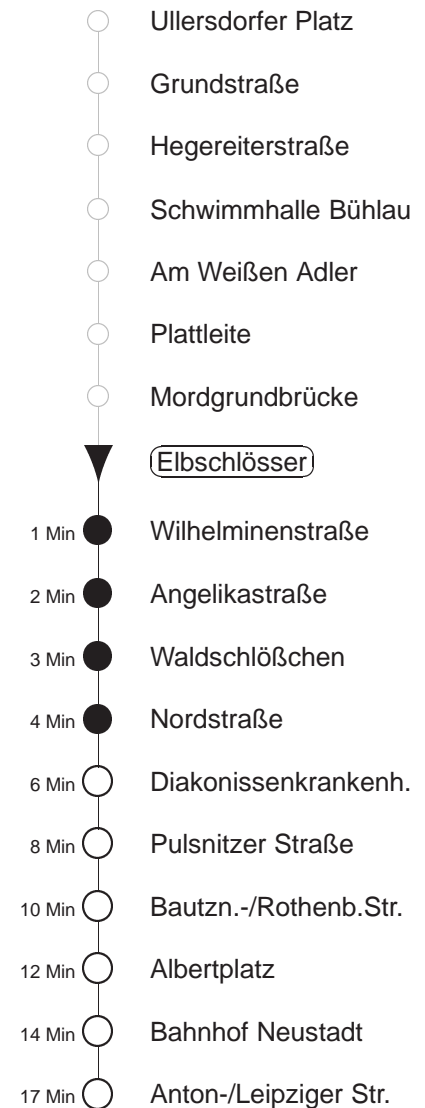 Ullersdorfer Platz
Grundstraße
Hegereiterstraße
Schwimmhalle Bühlau
Am Weißen Adler
Plattleite
Mordgrundbrücke
Elbschlösser
1 Min Wilhelminenstraße
2 Min Angelikastraße
3 Min Waldschlößchen
4 Min Nordstraße
6 Min Diakonissenkrankenh.
8 Min Pulsnitzer Straße
10 Min Bautzn.-/Rothenb.Str.
12 Min Albertplatz
14 Min Bahnhof Neustadt
17 Min Anton-/Leipziger Str.